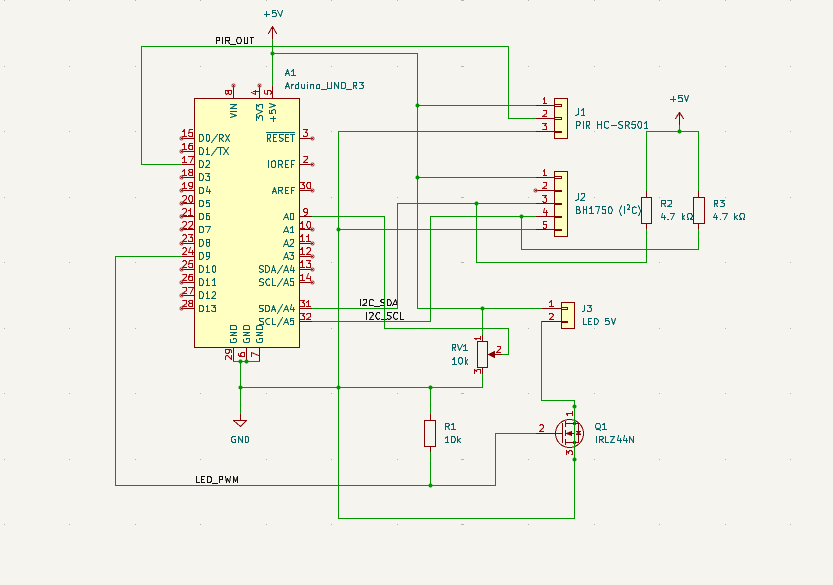 +5V
PIR_OUT
A1
Arduino_UNO_R3
8
4
5
VIN
3V3
+5V
15 D0/RX
16 D1/TX
17 D2
18 D3
19 D4
20 D5
21 D6
22 D7
23 D8
24 D9
25 D10
26 D11
27 D12
28 D13
RESET 3
IOREF 2
AREF 30
A0 9
A1 10
A2 11
A3 12
SDA/A4 13
SCL/A5 14
SDA/A4 31
SCL/A5 32
GND
GND
GND
29
6
7
I2C_SDA
I2C_SCL
1
2
3
J1
PIR HC-SR501
1
2
3
4
5
J2
BH1750 (I²C)
+5V
R2
4.7 kΩ
R3
4.7 kΩ
1
2
J3
LED 5V
RV1
10k
1
2
3
GND
R1
10k
LED_PWM
1
2
3
Q1
IRLZ44N